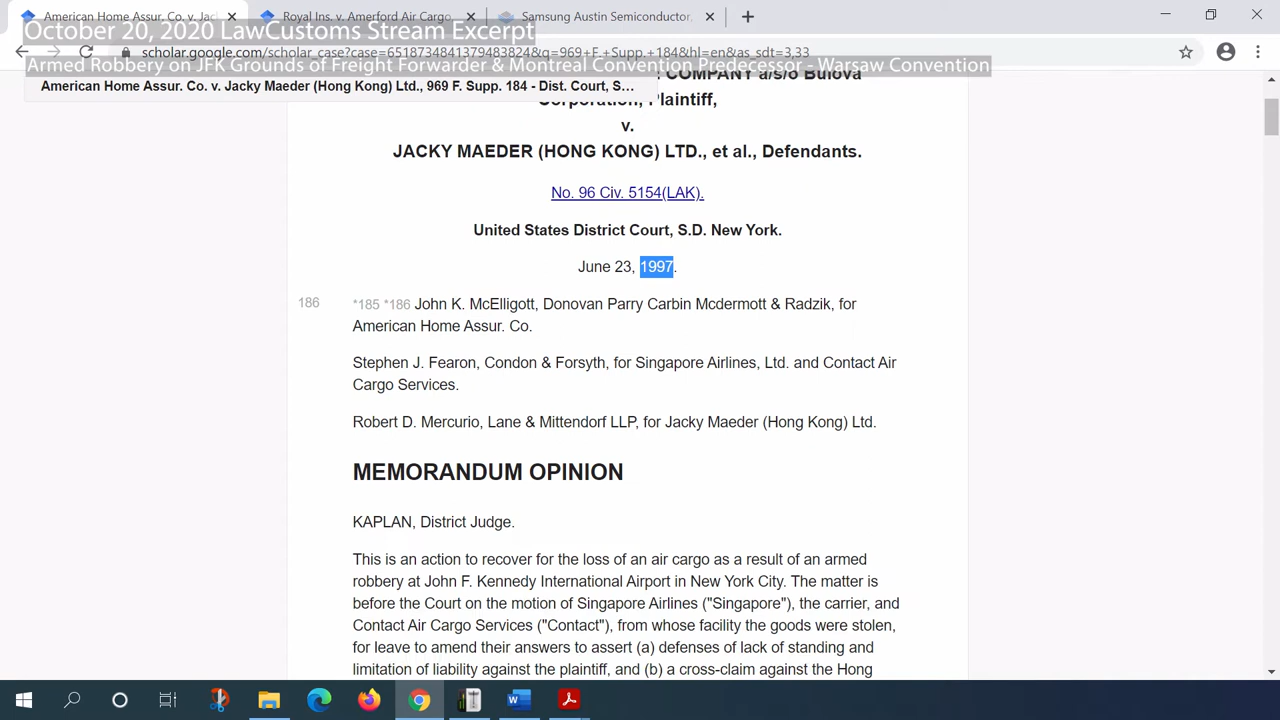 American Home Assur, Co. v. Jac
Royal Ins. v. Amerford Air Cargo,
Samsung Austin Semiconductor,
October 20, 2020 LawCustoms Stream Excerpt
scholar.google.com/scholar_case?case=6518734841379483824&q=969+F.+Supp.+184&hl=en&as_sdt=3,33
Armed Robbery on JFK Grounds of Freight Forwarder & Montreal Convention Predecessor - Warsaw Convention
COMPANY a/s/o Bulova
American Home Assur. Co. v. Jacky Maeder (Hong Kong) Ltd., 969 F. Supp. 184 - Dist. Court, S...
Corporation, Plaintiff,
v.
JACKY MAEDER (HONG KONG) LTD., et al., Defendants.
No. 96 Civ. 5154(LAK).
United States District Court, S.D. New York.
June 23, 1997.
186 *185 *186 John K. McElligott, Donovan Parry Carbin Mcdermott & Radzik, for
American Home Assur. Co.
Stephen J. Fearon, Condon & Forsyth, for Singapore Airlines, Ltd. and Contact Air
Cargo Services.
Robert D. Mercurio, Lane & Mittendorf LLP, for Jacky Maeder (Hong Kong) Ltd.
MEMORANDUM OPINION
KAPLAN, District Judge.
This is an action to recover for the loss of an air cargo as a result of an armed
robbery at John F. Kennedy International Airport in New York City. The matter is
before the Court on the motion of Singapore Airlines ("Singapore"), the carrier, and
Contact Air Cargo Services ("Contact"), from whose facility the goods were stolen,
for leave to amend their answers to assert (a) defenses of lack of standing and
limitation of liability against the plaintiff, and (b) a cross-claim against the Hong